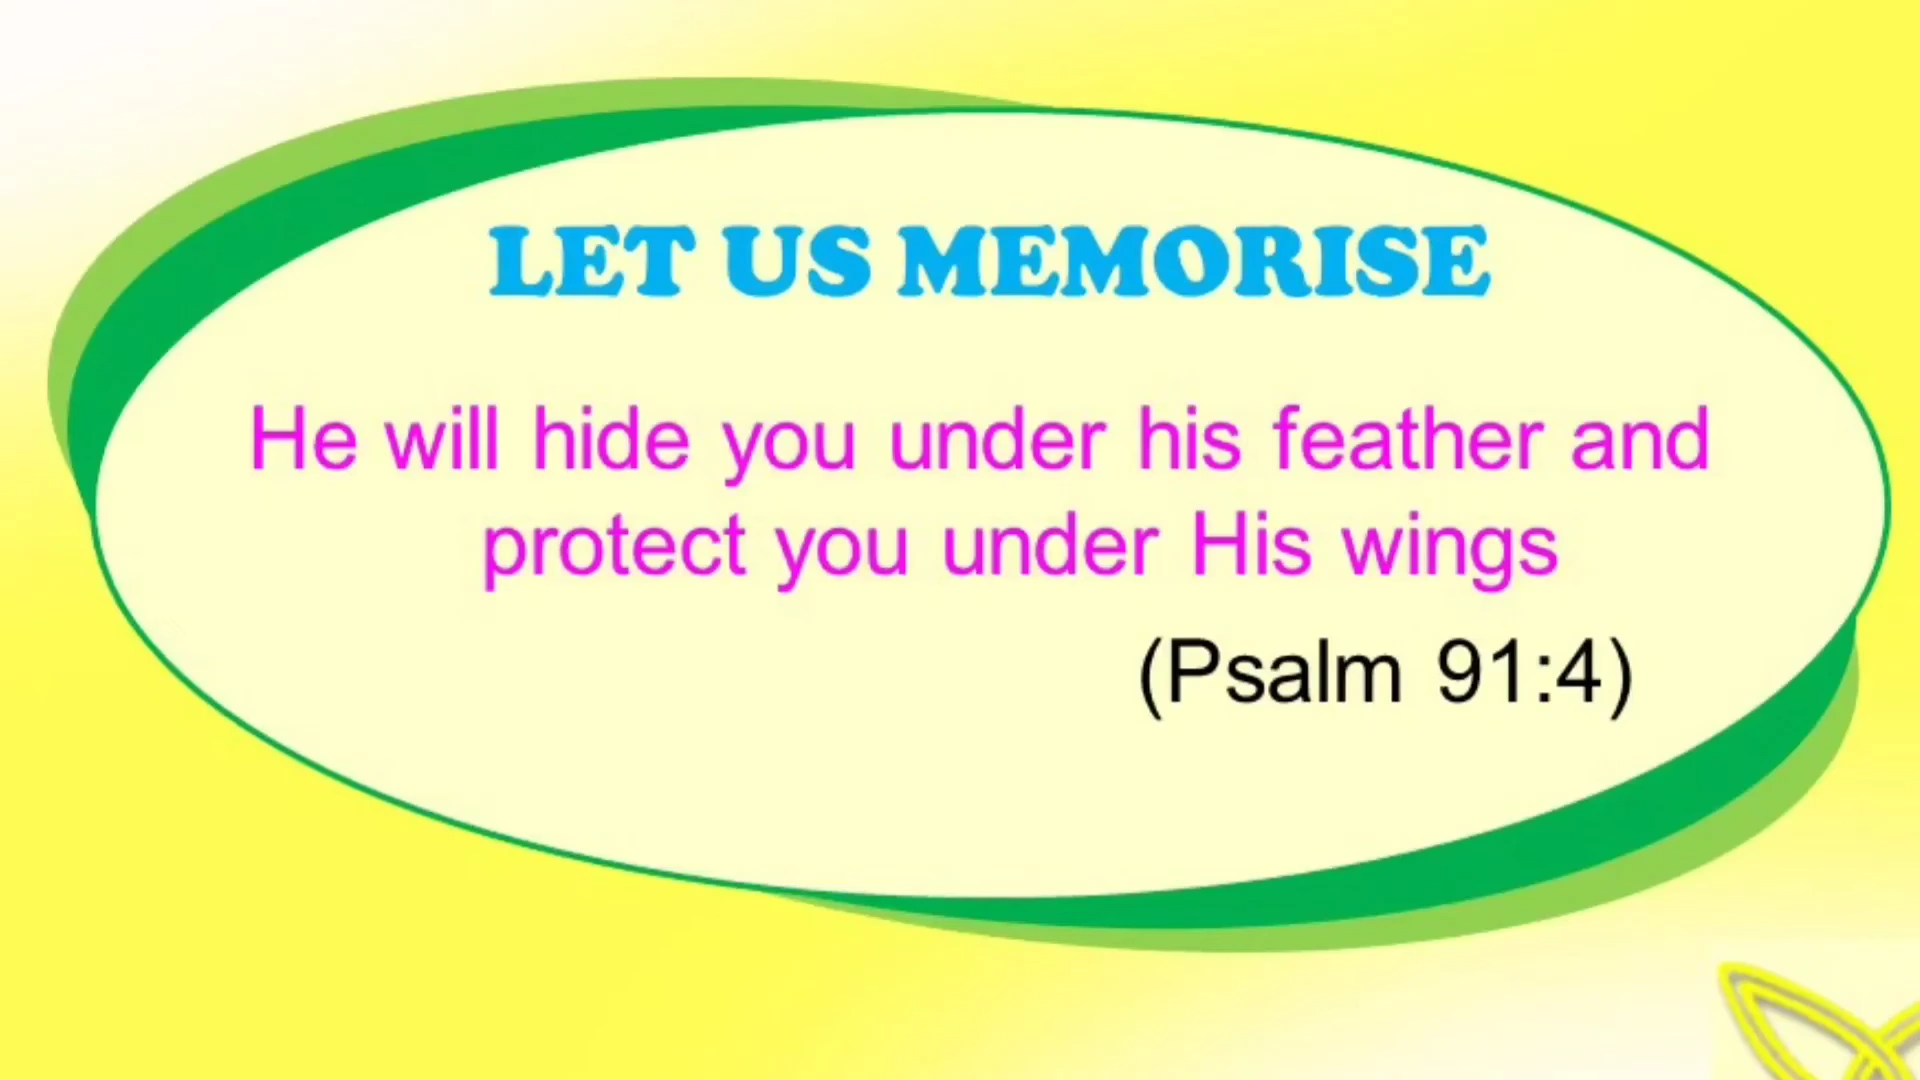 LET US MEMORISE
He will hide you under his feather and
protect you under His wings
(Psalm 91:4)